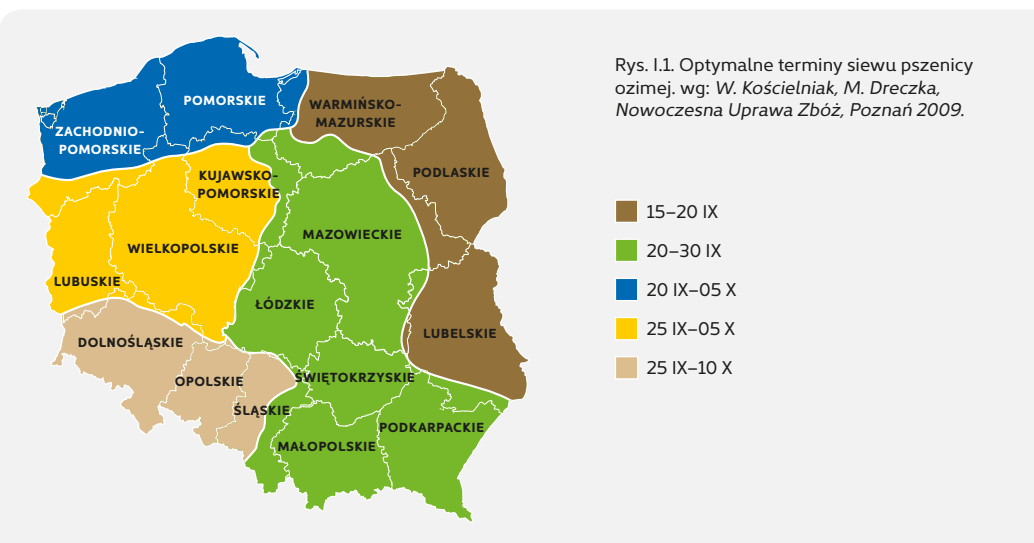 Rys. I.1. Optymalne terminy siewu pszenicy
ozimej. wg: W. Kościelniak, M. Dreczka,
Nowoczesna Uprawa Zbóż, Poznań 2009.
POMORSKIE
WARMIŃSKO-
MAZURSKIE
ZACHODNIO-
POMORSKIE
KUJAWSKO-
POMORSKIE
PODLASKIE
MAZOWIECKIE
WIELKOPOLSKIE
LUBUSKIE
ŁÓDZKIE
LUBELSKIE
DOLNOŚLĄSKIE
OPOLSKIE
ŚWIĘTOKRZYSKIE
ŚLĄSKIE
PODKARPACKIE
MAŁOPOLSKIE
15–20 IX
20–30 IX
20 IX–05 X
25 IX–05 X
25 IX–10 X